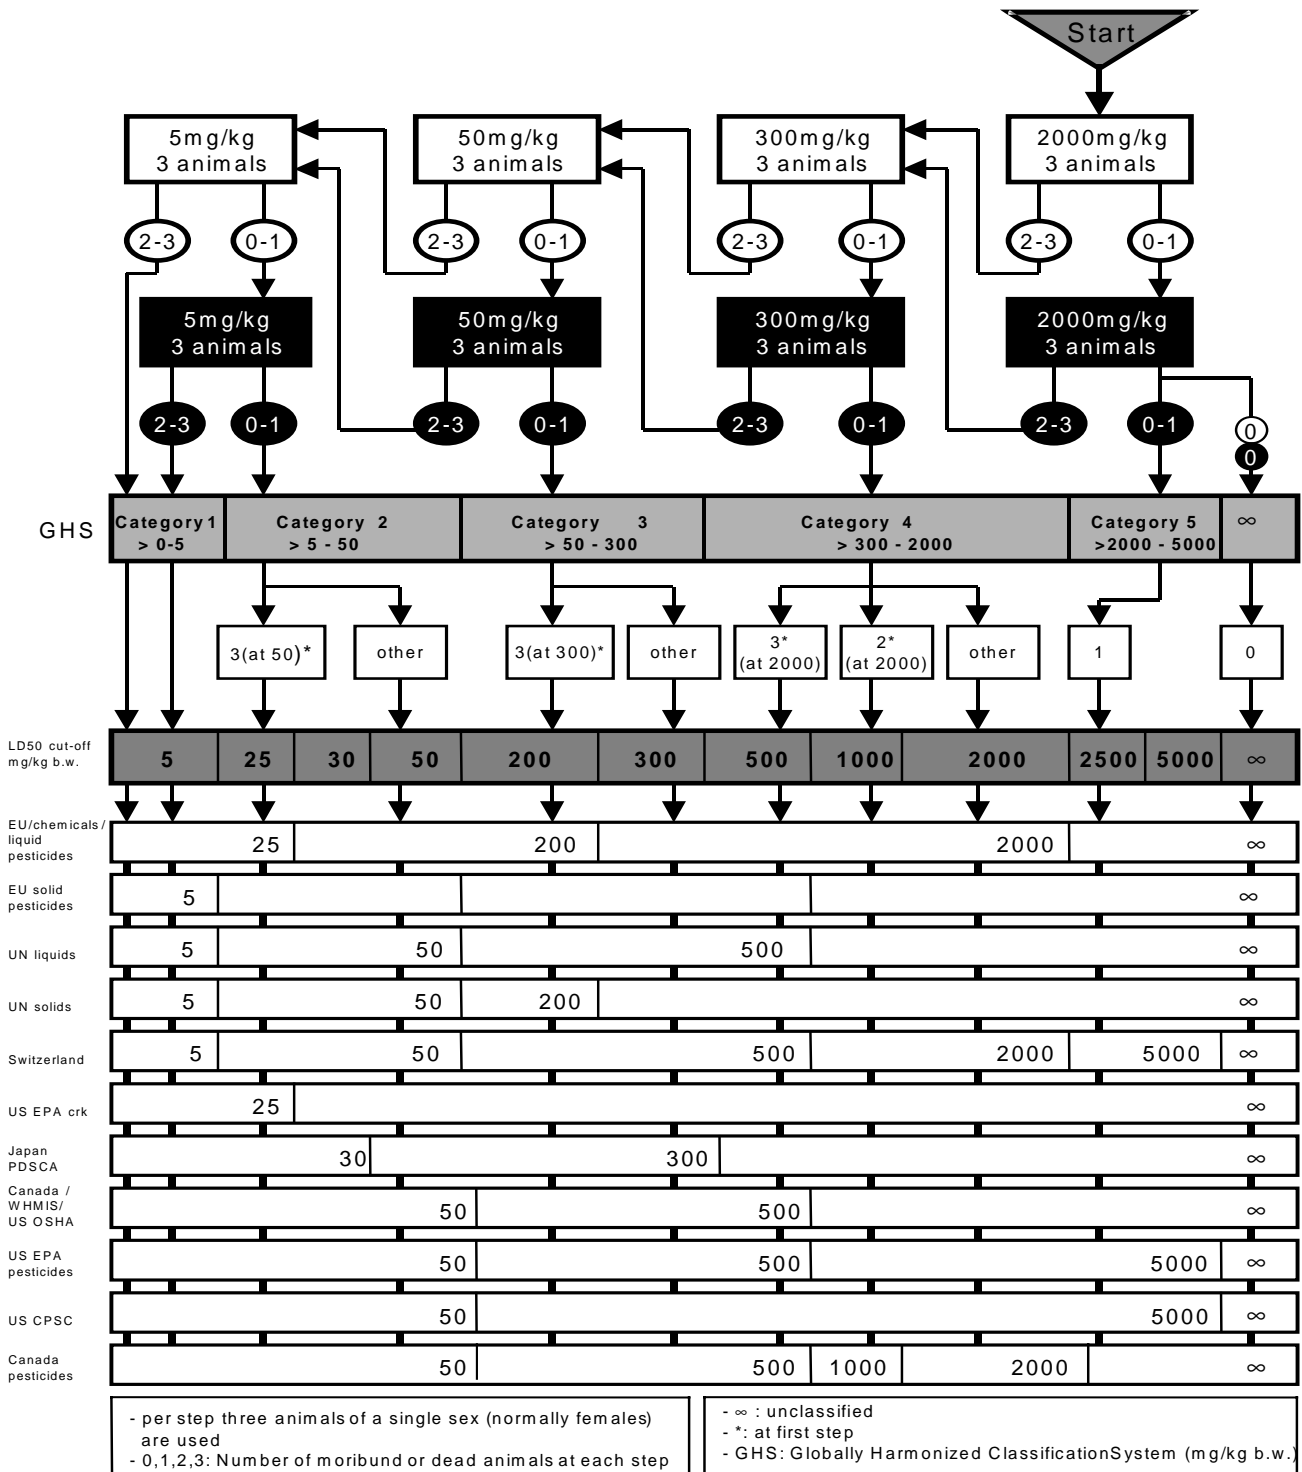 Start
5mg/kg
3 animals
50mg/kg
3 animals
300mg/kg
3 animals
2000mg/kg
3 animals
2-3 0-1 2-3 0-1 2-3 0-1 2-3 0-1
5mg/kg
3 animals
50mg/kg
3 animals
300mg/kg
3 animals
2000mg/kg
3 animals
2-3 0-1 2-3 0-1 2-3 0-1 2-3 0-1
0
0
GHS
Category 1
> 0-5
Category 2
> 5 - 50
Category 3
> 50 - 300
Category 4
> 300 - 2000
Category 5
>2000 - 5000
∞
3(at 50)*
other
3(at 300)*
other
3*
(at 2000)
2*
(at 2000)
other
1
0
LD50 cut-off
mg/kg b.w.
5 25 30 50 200 300 500 1000 2000 2500 5000 ∞
EU/chemicals/
liquid
pesticides
25 200 2000 ∞
EU solid
pesticides
5 ∞
UN liquids
5 50 500 ∞
UN solids
5 50 200 ∞
Switzerland
5 50 500 2000 5000 ∞
US EPA crk
25 ∞
Japan
PDSCA
30 300 ∞
Canada /
WHMIS/
US OSHA
50 500 ∞
US EPA
pesticides
50 500 5000 ∞
US CPSC
50 5000 ∞
Canada
pesticides
50 500 1000 2000 ∞
- per step three animals of a single sex (normally females)
are used
- 0,1,2,3: Number of moribund or dead animals at each step
- ∞ : unclassified
- *: at first step
- GHS: Globally Harmonized ClassificationSystem (mg/kg b.w.)